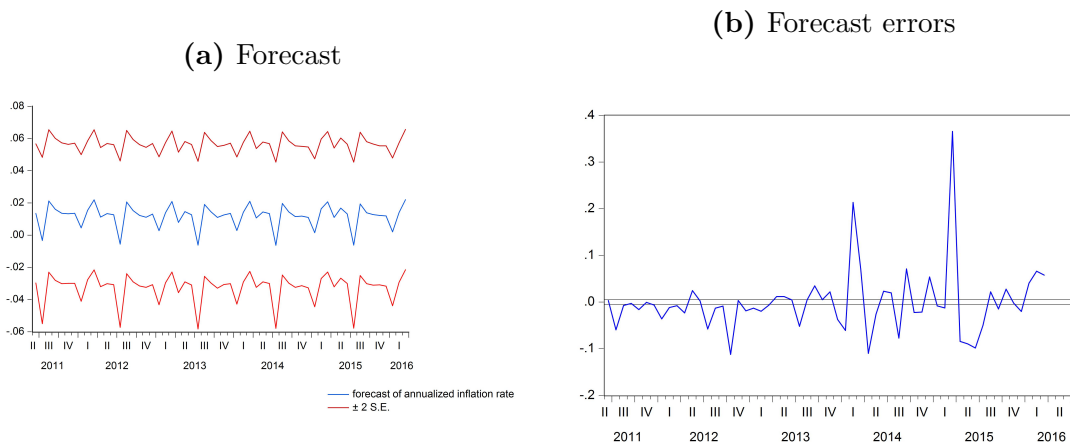 (a) Forecast
.08
.06
.04
.02
.00
-.02
-.04
-.06
II III IV I II III IV I II III IV I II III IV I II III IV I
2011 2012 2013 2014 2015 2016
forecast of annualized inflation rate
± 2 S.E.
(b) Forecast errors
.4
.3
.2
.1
.0
-.1
-.2
II III IV I II III IV I II III IV I II III IV I II III IV I II
2011 2012 2013 2014 2015 2016